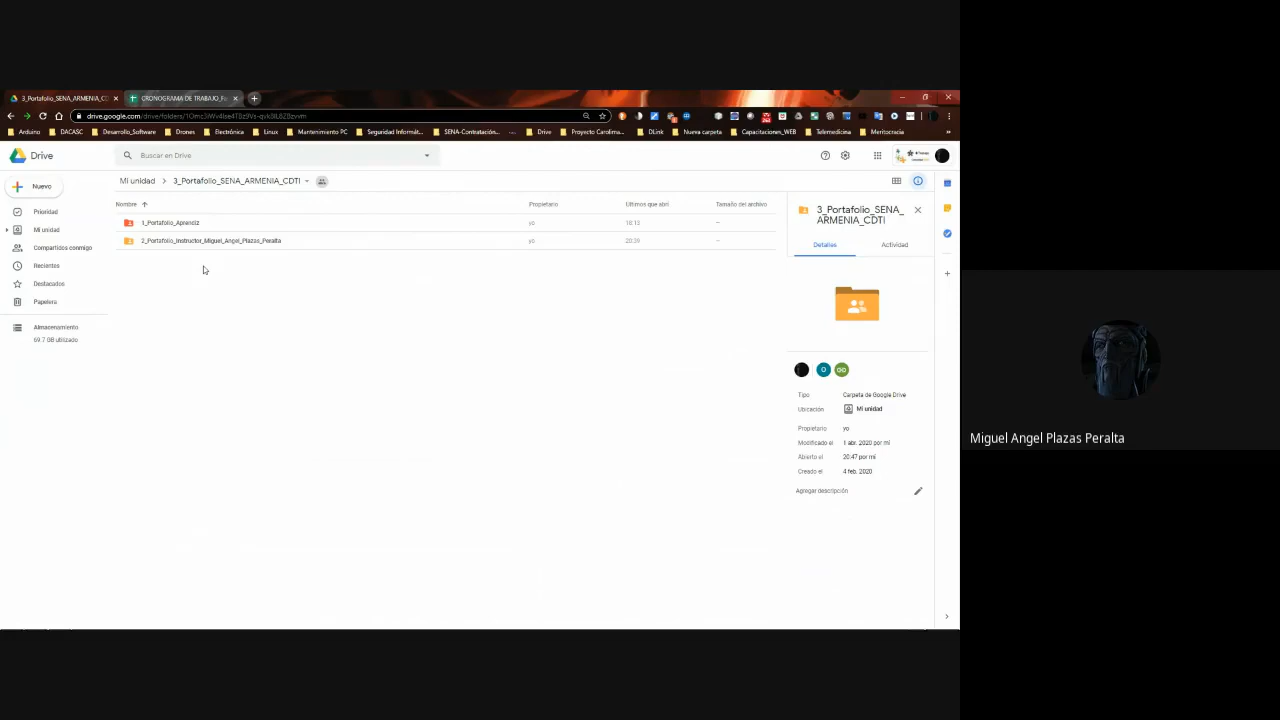 3_Portafolio_SENA_ARMENIA_CD
CRONOGRAMA DE TRABAJO_F
drive.google.com
Arduino
DACASC
Desarrollo_Software
Drones
Electrónica
Linux
Mantenimiento PC
Seguridad Informát...
SENA-Contratación...
Drive
Proyecto Carolima...
DLink
Nueva carpeta
Capacitaciones_WEB
Telemedicina
Meritocracia
»
Drive
Buscar en Drive
Nuevo
Mi unidad > 3_Portafolio_SENA_ARMENIA_CDTI
Nombre
Propietario
Últimos que abrí
Tamaño del archivo
1_Portafolio_Aprendiz
yo
18:13
—
2_Portafolio_Instructor_Miguel_Angel_Plazas_Peralta
yo
20:39
—
Prioridad
Mi unidad
Compartidos conmigo
Recientes
Destacados
Papelera
Almacenamiento
69.7 GB utilizado
3_Portafolio_SENA_
ARMENIA_CDTI
Detalles
Actividad
O
GO
Tipo
Carpeta de Google Drive
Ubicación
Mi unidad
Propietario
yo
Modificado el
1 abr. 2020 por mí
Abierto el
20:47 por mí
Creado el
4 feb. 2020
Agregar descripción
Miguel Angel Plazas Peralta